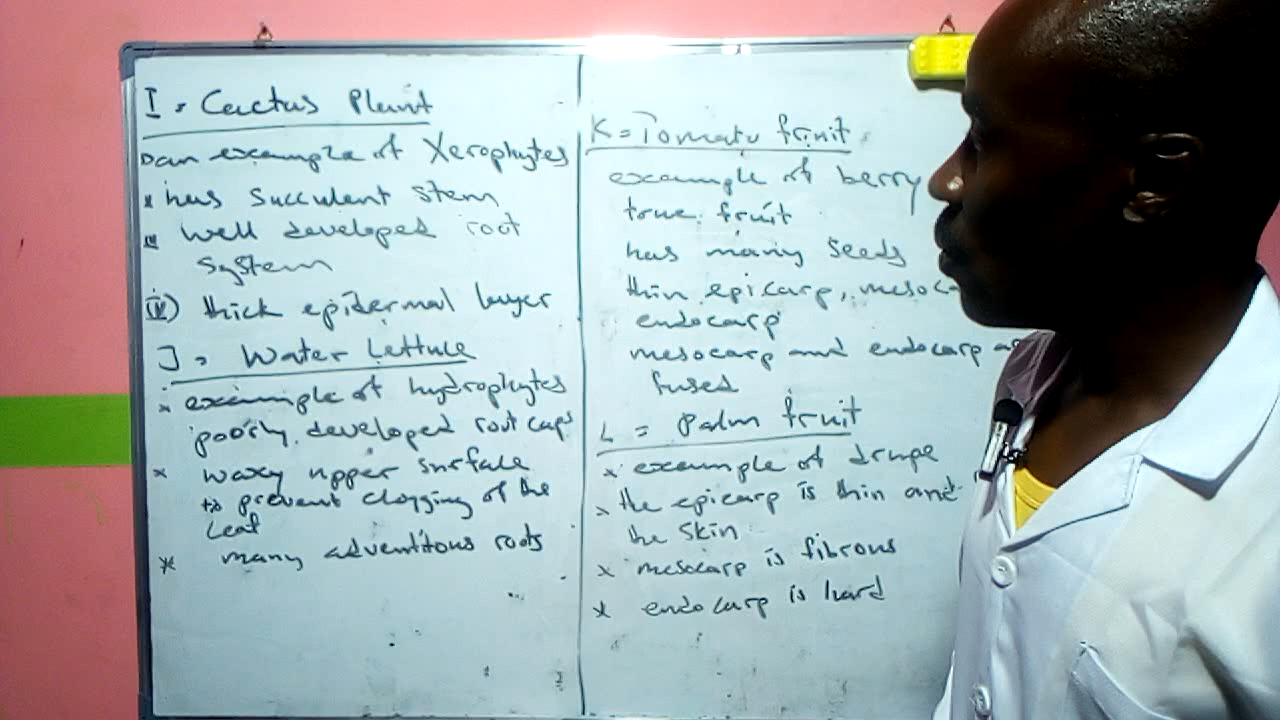 I = Cactus Plant
an example of Xerophytes
has succulent stem
well developed root
system
thick epidermal layer
J = Water Lettuce
* example of hydrophytes
poorly developed root caps
* waxy upper surface
to prevent clogging of the
Leaf
* many adventitous roots
K = Tomato fruit
example of berry
true fruit
has many seeds
thin epicarp,
endocarp
mesocarp and endocarp
fused
L = Palm fruit
* example of drupe
the epicarp is thin and
the skin
x mesocarp is fibrous
* endocarp is hard